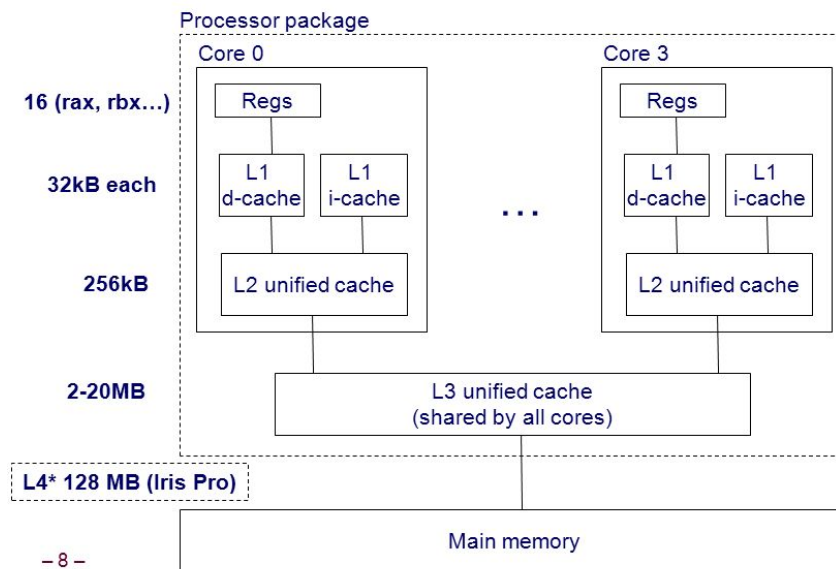 Processor package
Core 0
Core 3
16 (rax, rbx...)
Regs
Regs
32kB each
L1
d-cache
L1
i-cache
...
L1
d-cache
L1
i-cache
256kB
L2 unified cache
L2 unified cache
2-20MB
L3 unified cache
(shared by all cores)
L4* 128 MB (Iris Pro)
Main memory
– 8 –